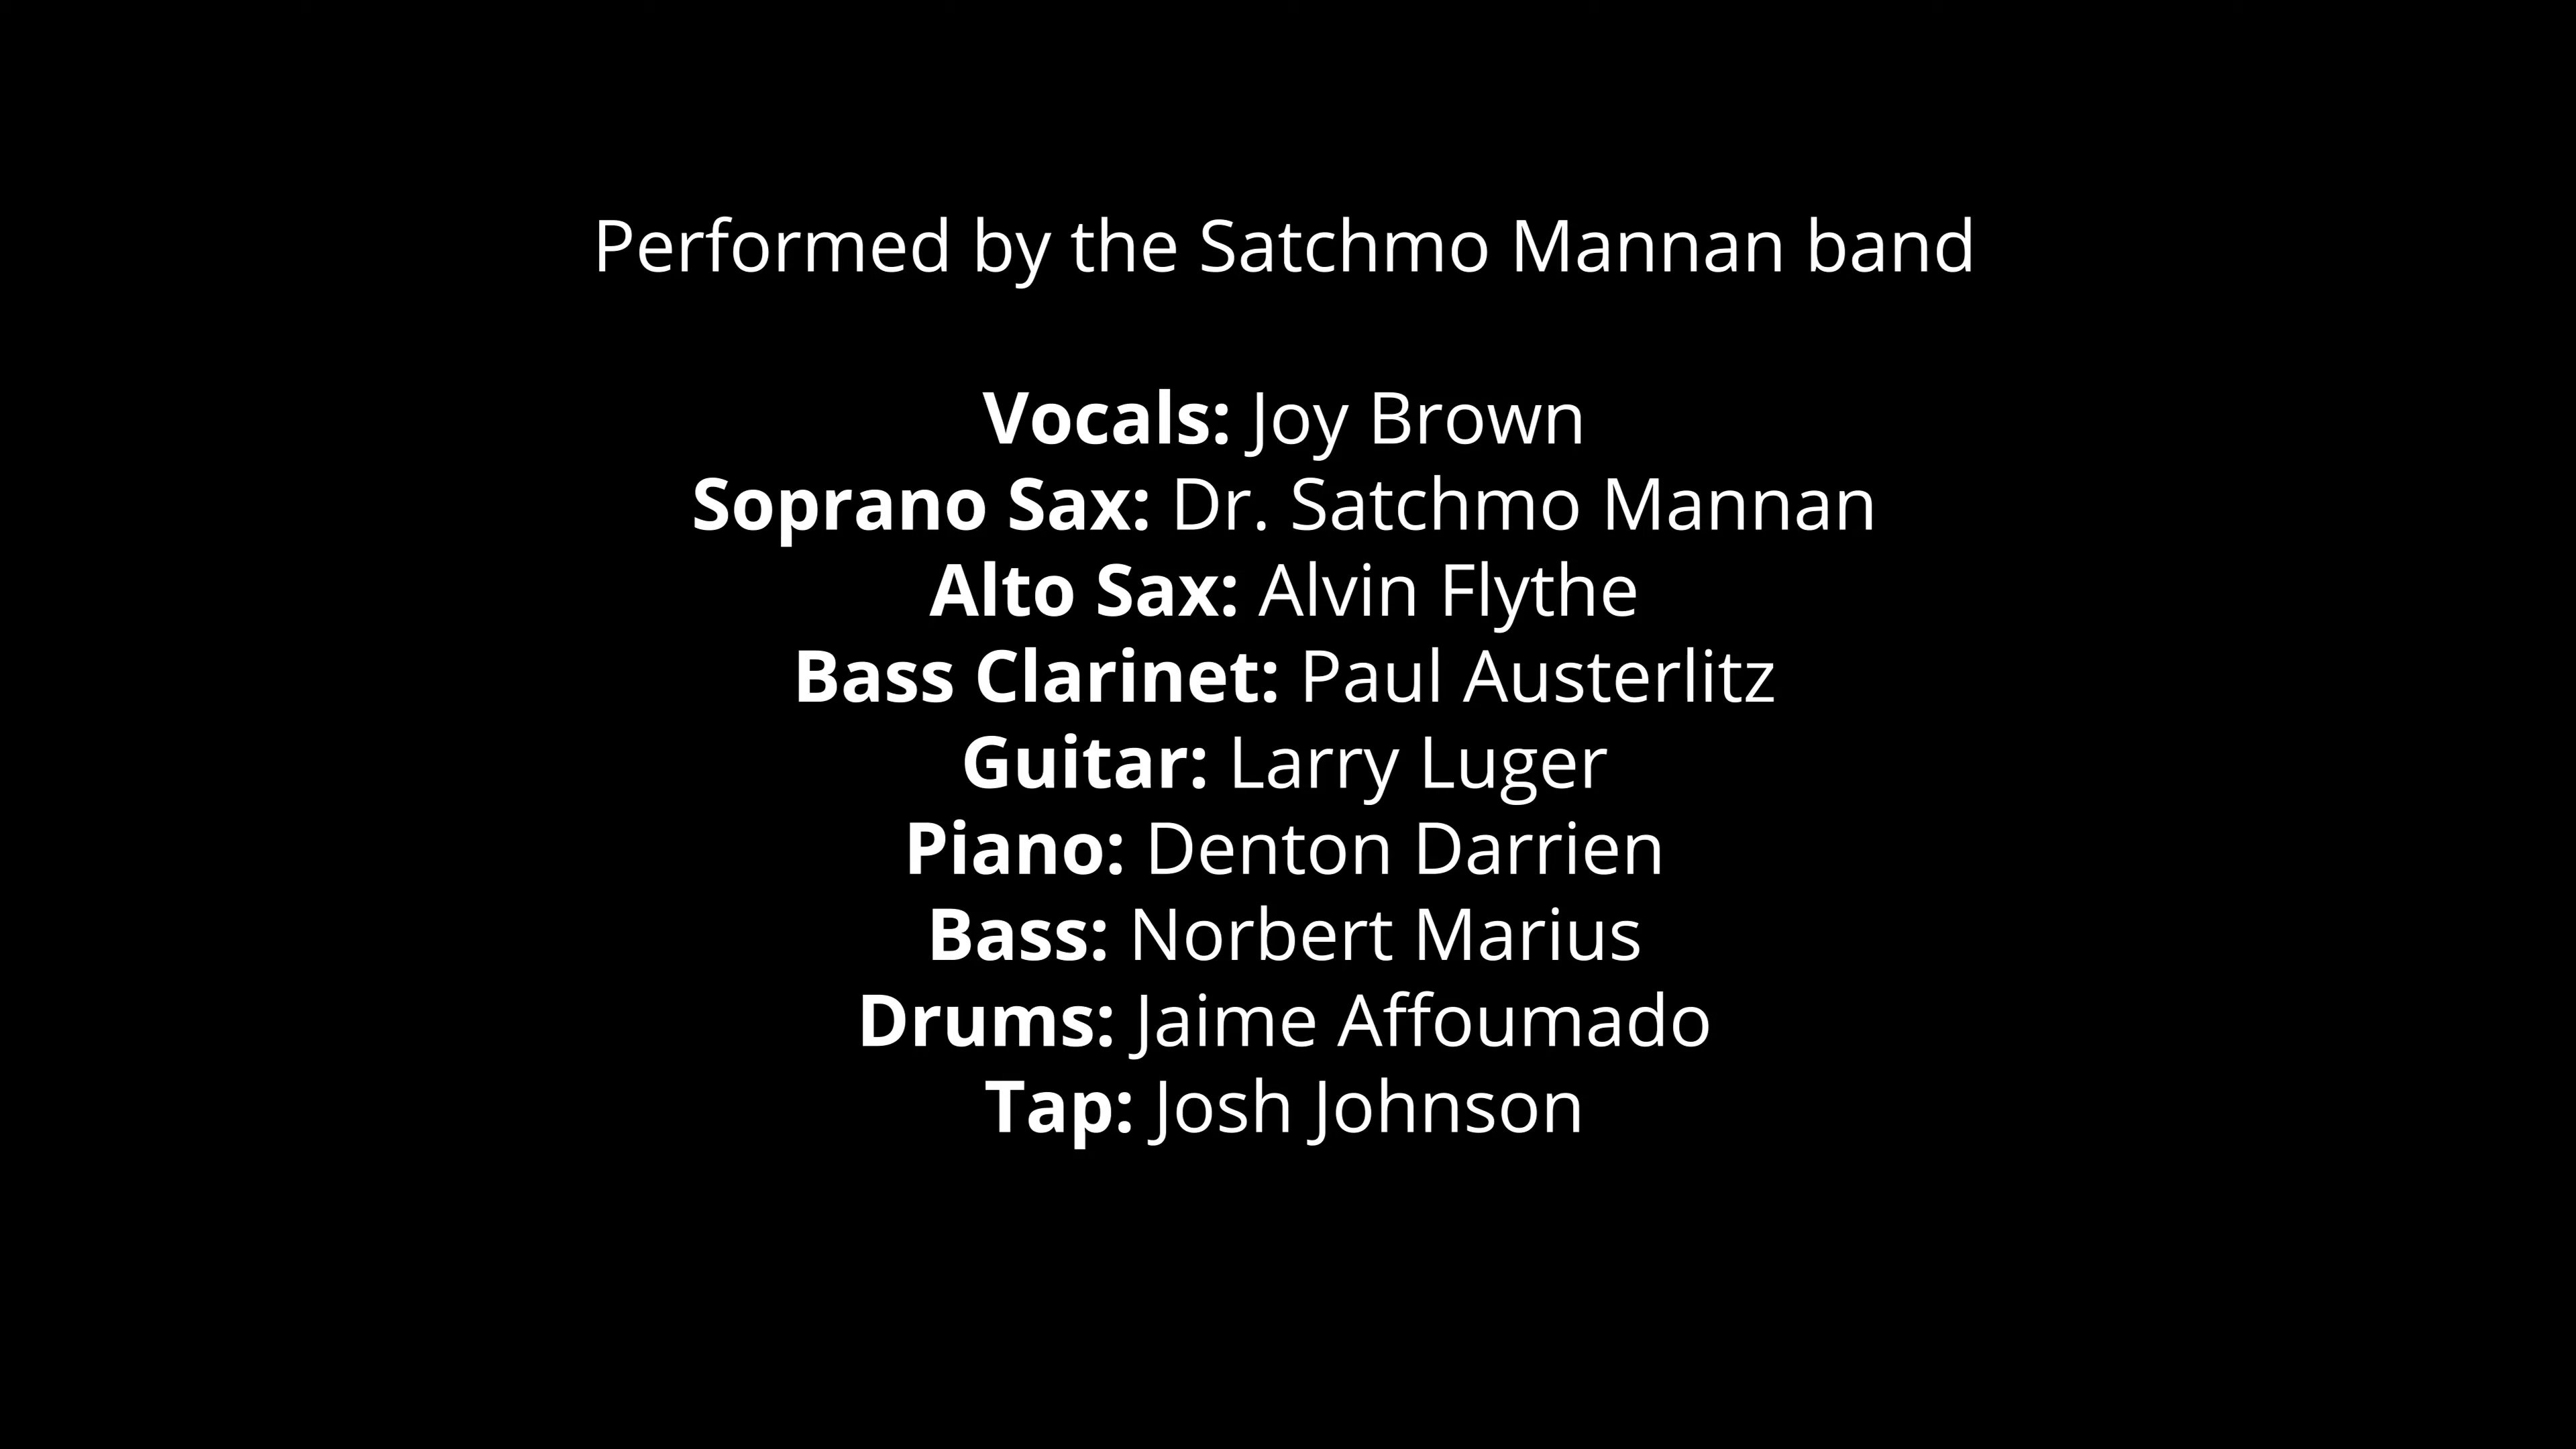 Performed by the Satchmo Mannan band
Vocals: Joy Brown
Soprano Sax: Dr. Satchmo Mannan
Alto Sax: Alvin Flythe
Bass Clarinet: Paul Austerlitz
Guitar: Larry Luger
Piano: Denton Darrien
Bass: Norbert Marius
Drums: Jaime Affoumado
Tap: Josh Johnson